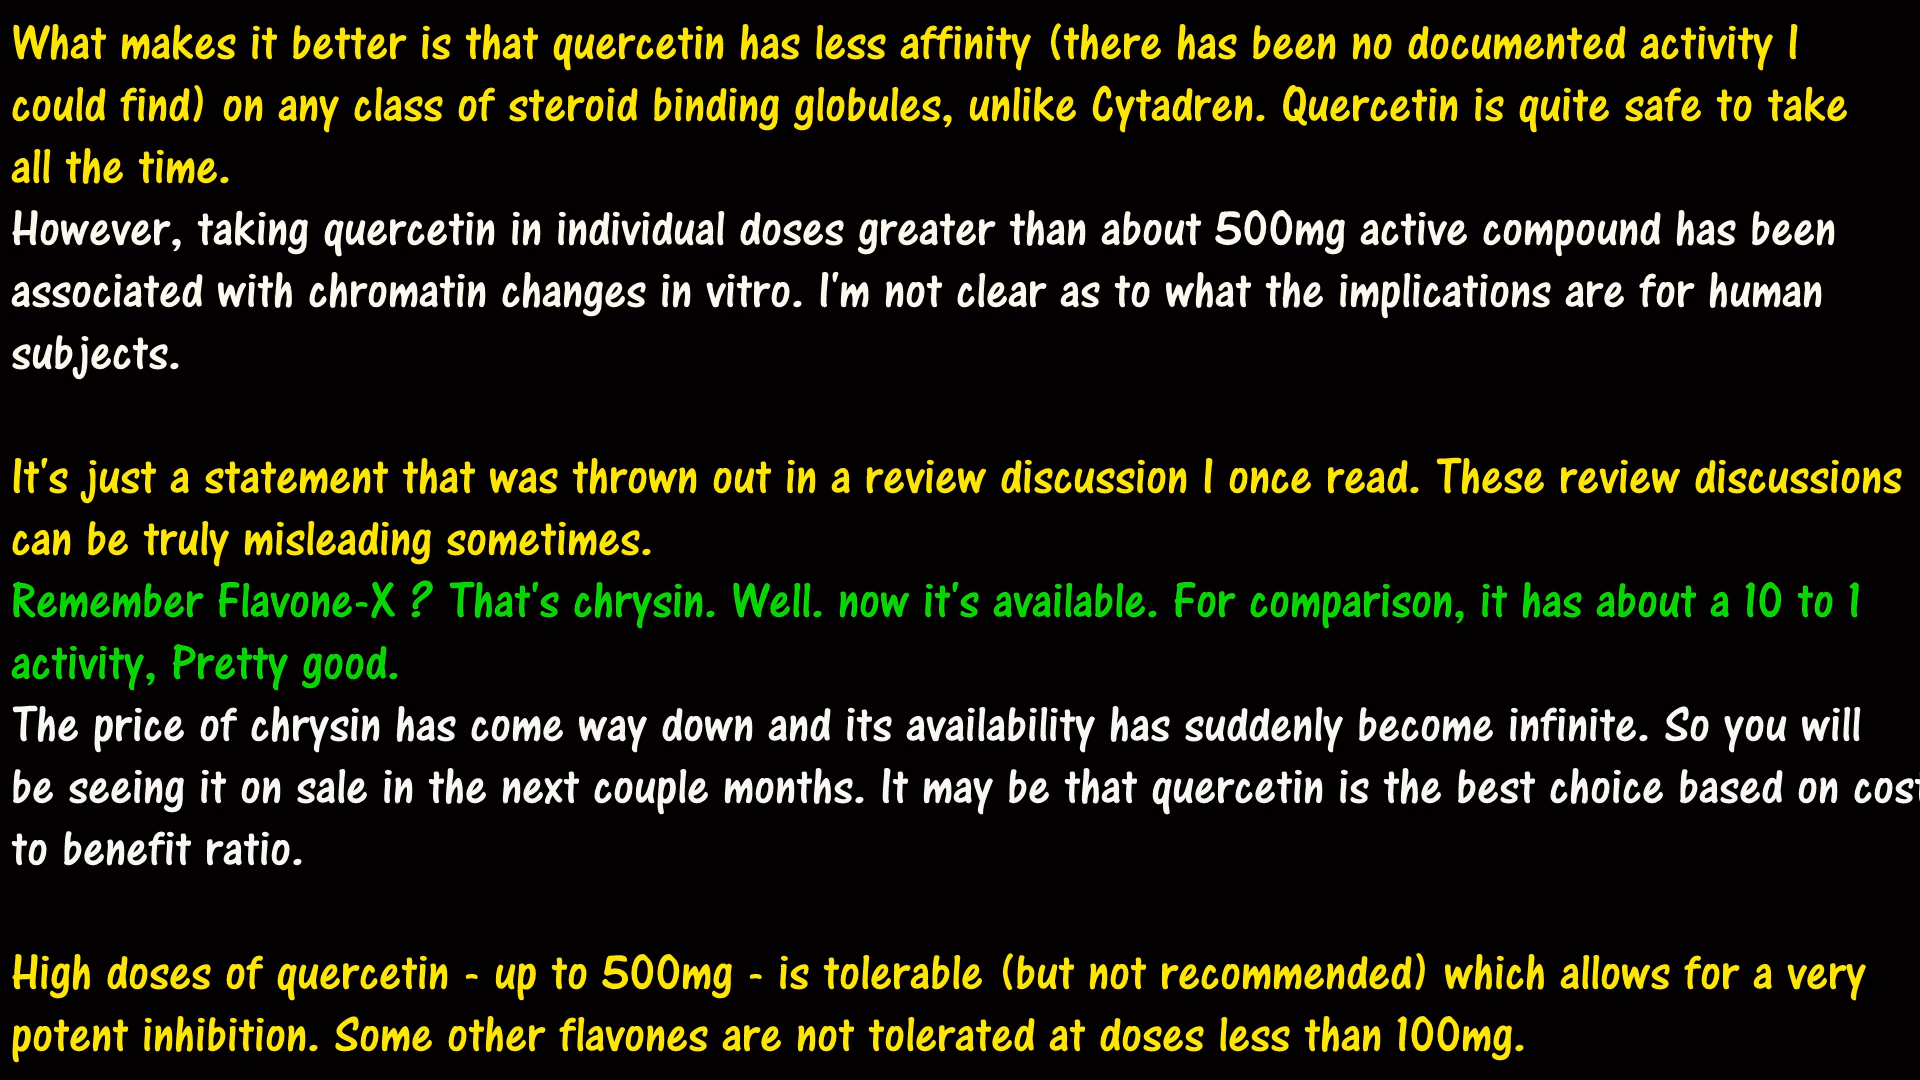 What makes it better is that quercetin has less affinity (there has been no documented activity I
could find) on any class of steroid binding globules, unlike Cytadren. Quercetin is quite safe to take
all the time.
However, taking quercetin in individual doses greater than about 500mg active compound has been
associated with chromatin changes in vitro. I'm not clear as to what the implications are for human
subjects.
It's just a statement that was thrown out in a review discussion I once read. These review discussions
can be truly misleading sometimes.
Remember Flavone-X ? That's chrysin. Well. now it's available. For comparison, it has about a 10 to 1
activity, Pretty good.
The price of chrysin has come way down and its availability has suddenly become infinite. So you will
be seeing it on sale in the next couple months. It may be that quercetin is the best choice based on cost
to benefit ratio.
High doses of quercetin - up to 500mg - is tolerable (but not recommended) which allows for a very
potent inhibition. Some other flavones are not tolerated at doses less than 100mg.